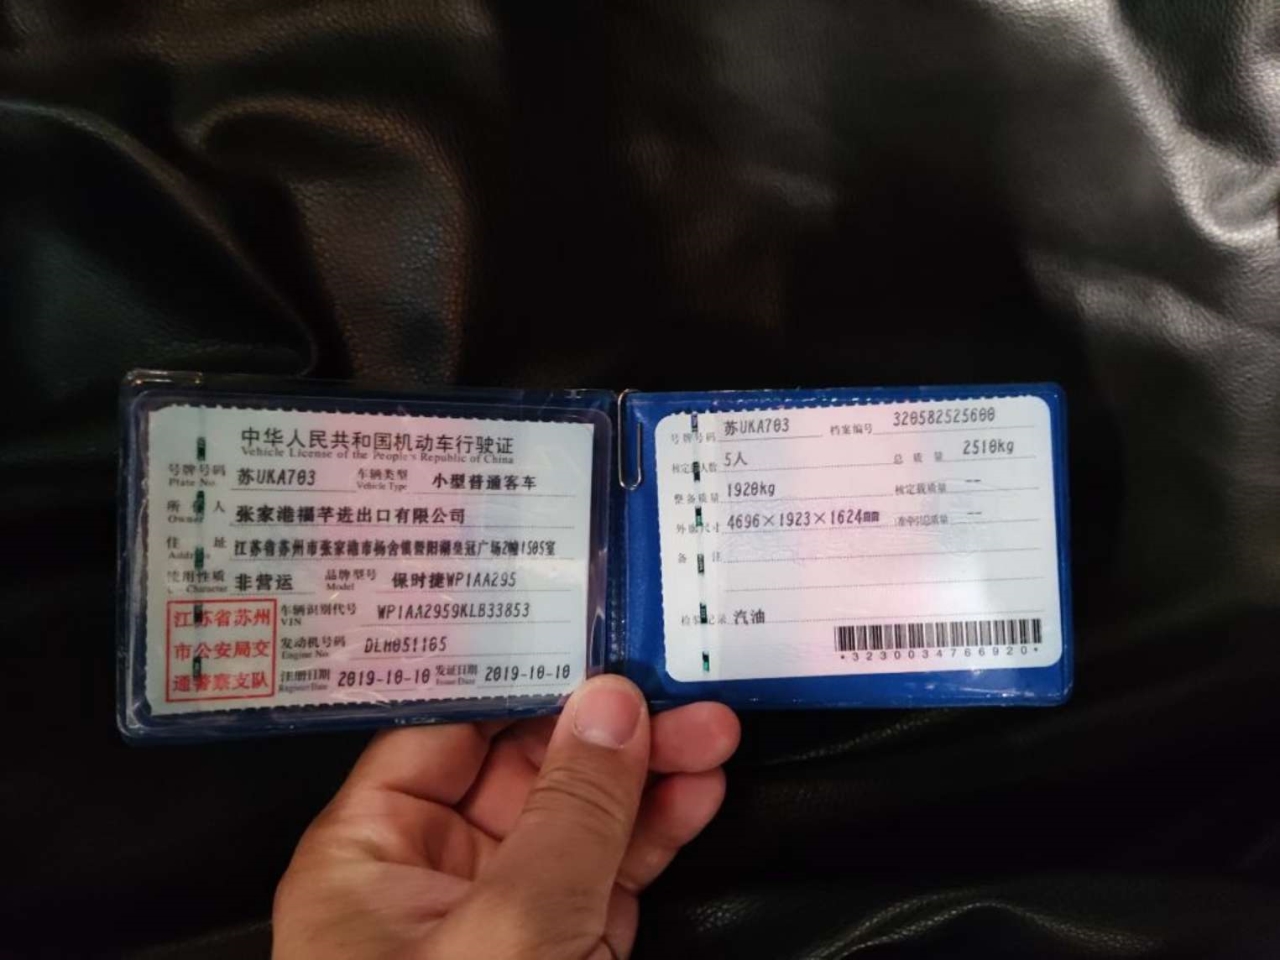 中华人民共和国机动车行驶证
Vehicle License of the People's Republic of China
号牌号码 苏UKA703 车辆类型 小型普通客车
Plate No. Vehicle Type
所有人 张家港福芊进出口有限公司
Owner
住址 江苏省苏州市张家港市杨舍镇暨阳湖皇冠广场2幢1505室
Address
使用性质 非营运 品牌型号 保时捷WP1AA295
Character Model
江苏省苏州
市公安局交
通警察支队
车辆识别代号 WP1AA2959KLB33853
VIN
发动机号码 DLH051165
Engine No.
注册日期 2019-10-10 发证日期 2019-10-10
Register Date Issue Date
号牌号码 苏UKA703 档案编号 320582525600
核定人数 5人 总质量 2510kg
整备质量 1920kg 核定载质量 --
外廓尺寸 4696×1923×1624mm 准牵引总质量 --
备注
检验记录 汽油
*3230034766920*